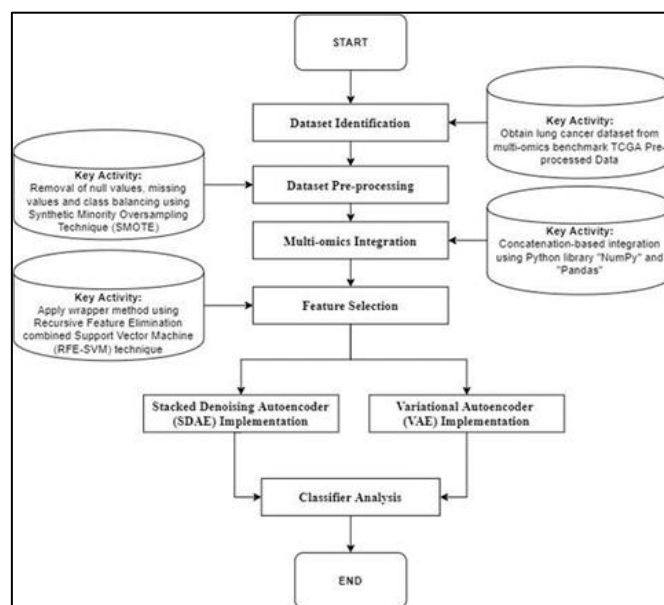 START
Dataset Identification
Key Activity:
Obtain lung cancer dataset from
multi-omics benchmark TCGA Pre-
processed Data
Key Activity:
Removal of null values, missing
values and class balancing using
Synthetic Minority Oversampling
Technique (SMOTE)
Dataset Pre-processing
Multi-omics Integration
Key Activity:
Concatenation-based integration
using Python library "NumPy" and
"Pandas"
Key Activity:
Apply wrapper method using
Recursive Feature Elimination
combined Support Vector Machine
(RFE-SVM) technique
Feature Selection
Stacked Denoising Autoencoder
(SDAE) Implementation
Variational Autoencoder
(VAE) Implementation
Classifier Analysis
END